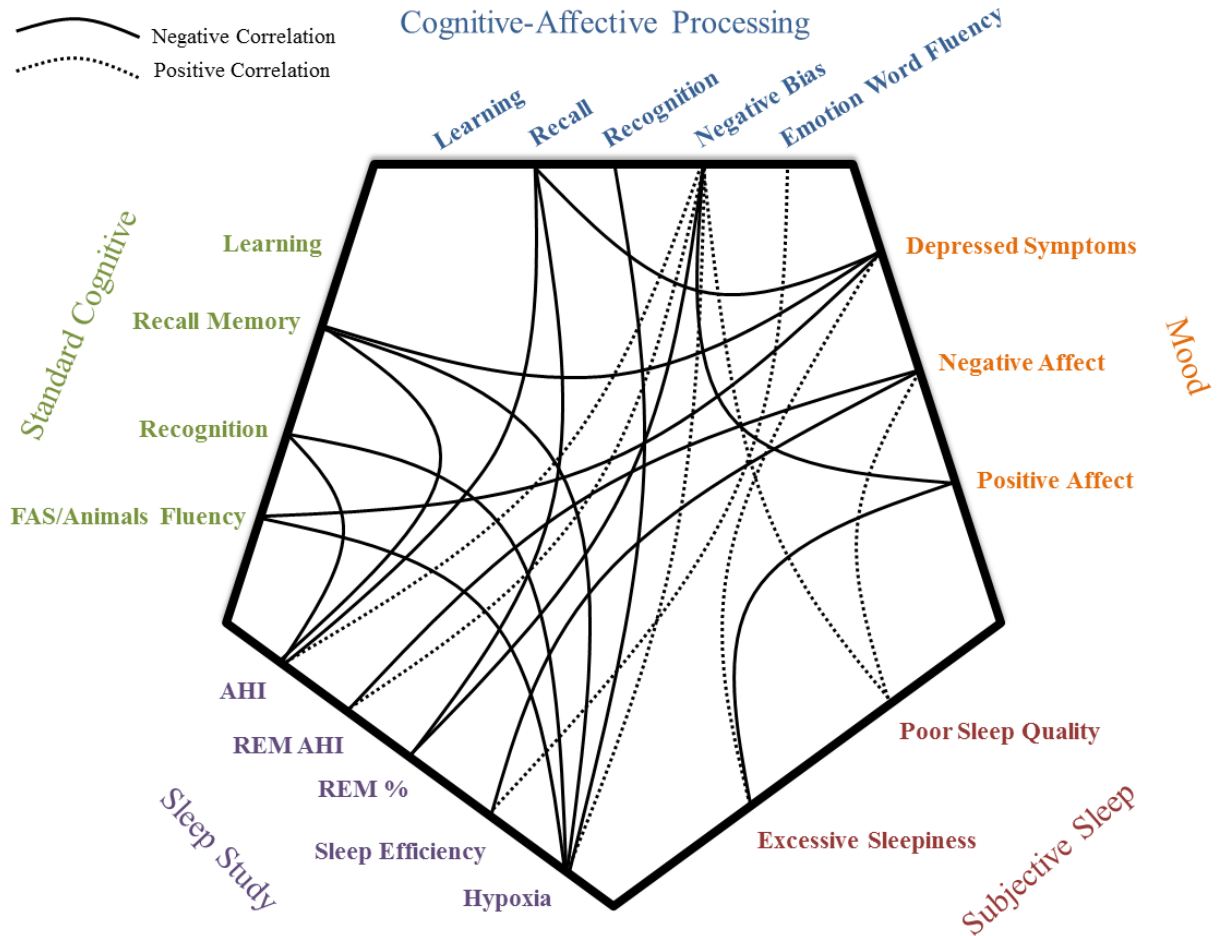 Cognitive-Affective Processing
Negative Correlation
Positive Correlation
Learning
Recall
Recognition
Negative Bias
Emotion Word Fluency
Standard Cognitive
Learning
Recall Memory
Recognition
FAS/Animals Fluency
Mood
Depressed Symptoms
Negative Affect
Positive Affect
Sleep Study
AHI
REM AHI
REM %
Sleep Efficiency
Hypoxia
Subjective Sleep
Poor Sleep Quality
Excessive Sleepiness